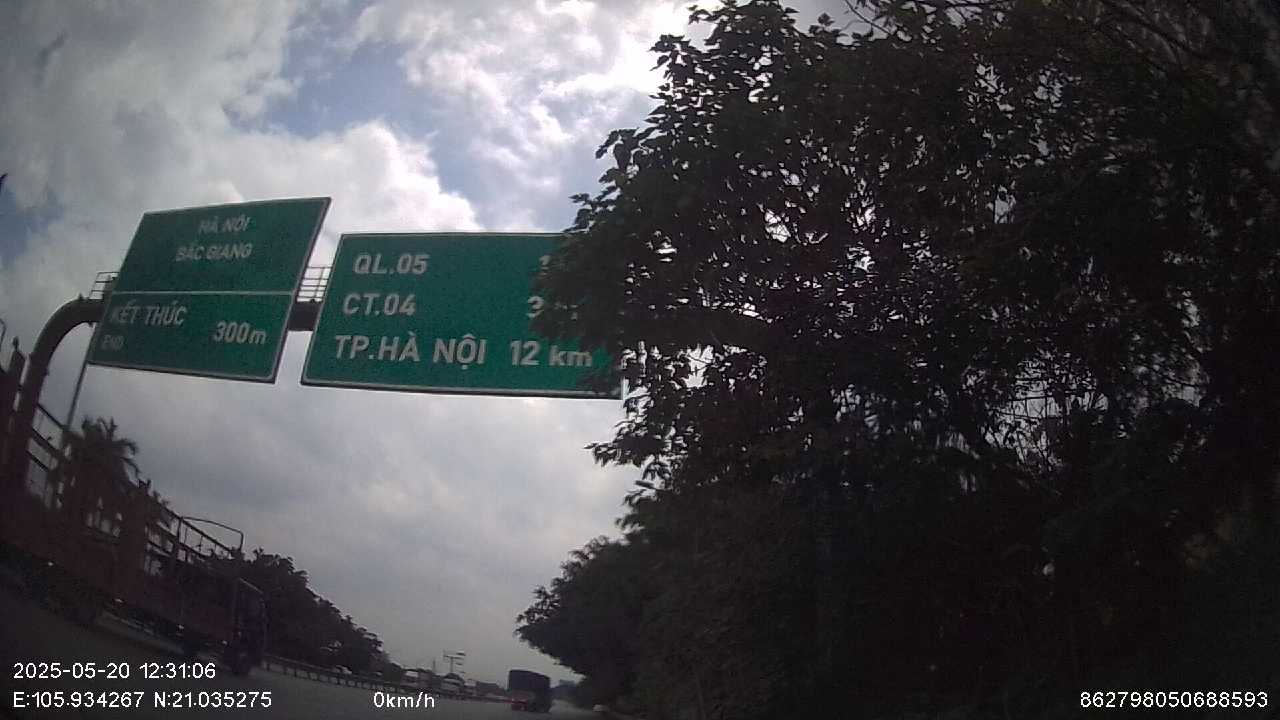 HÀ NỘI
BẮC GIANG
KẾT THÚC
END
300m
QL.05
CT.04
TP.HÀ NỘI 12 km
2025-05-20 12:31:06
E:105.934267 N:21.035275
0km/h
862798050688593